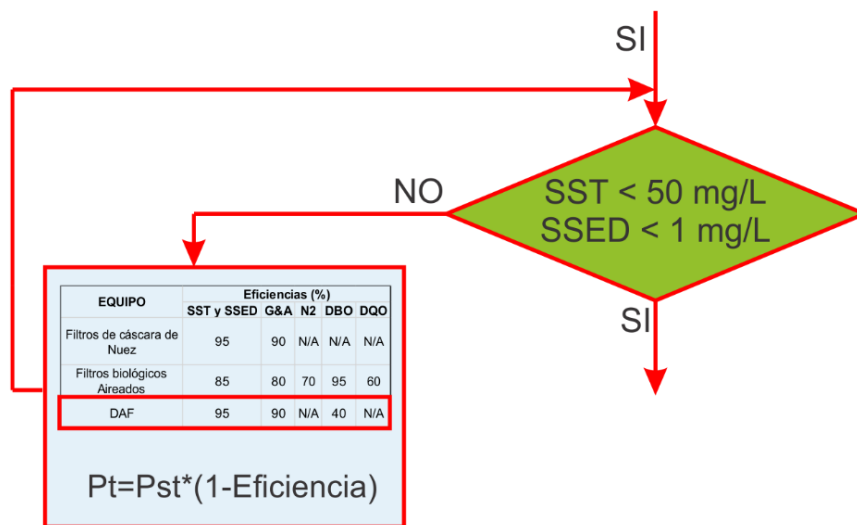 SI
NO
SST < 50 mg/L
SSED < 1 mg/L
SI
EQUIPO Eficiencias (%)
SST y SSED G&A N2 DBO DQO
Filtros de cáscara de
Nuez 95 90 N/A N/A N/A
Filtros biológicos
Aireados 85 80 70 95 60
DAF 95 90 N/A 40 N/A
Pt=Pst*(1-Eficiencia)